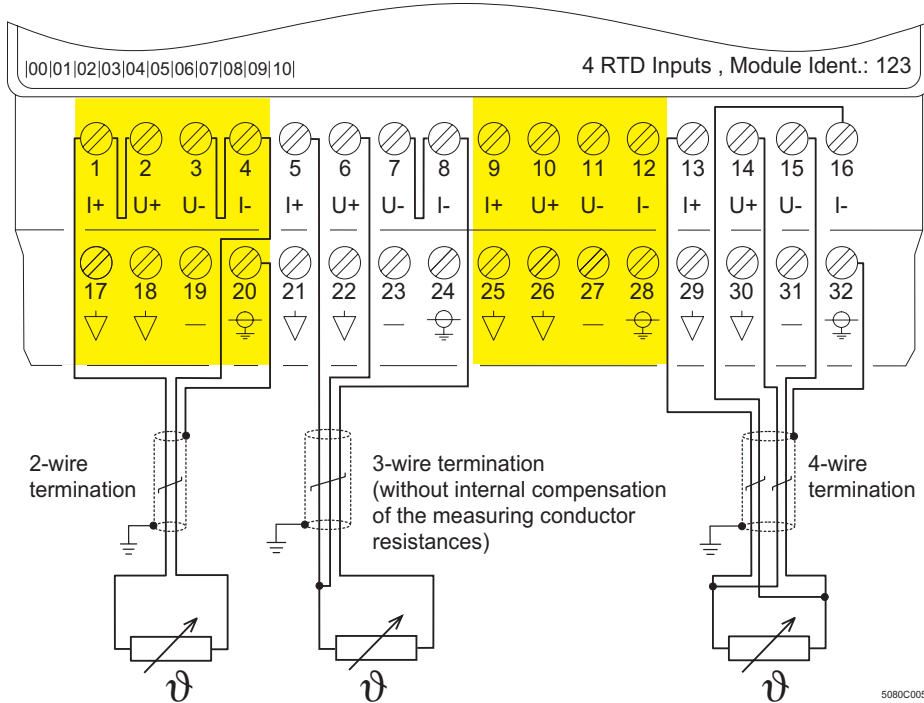 |00|01|02|03|04|05|06|07|08|09|10|
4 RTD Inputs , Module Ident.: 123
1 2 3 4 5 6 7 8 9 10 11 12 13 14 15 16
I+ U+ U- I- I+ U+ U- I- I+ U+ U- I- I+ U+ U- I-
17 18 19 20 21 22 23 24 25 26 27 28 29 30 31 32
2-wire
termination
3-wire termination
(without internal compensation
of the measuring conductor
resistances)
4-wire
termination
ϑ ϑ ϑ
5080C005